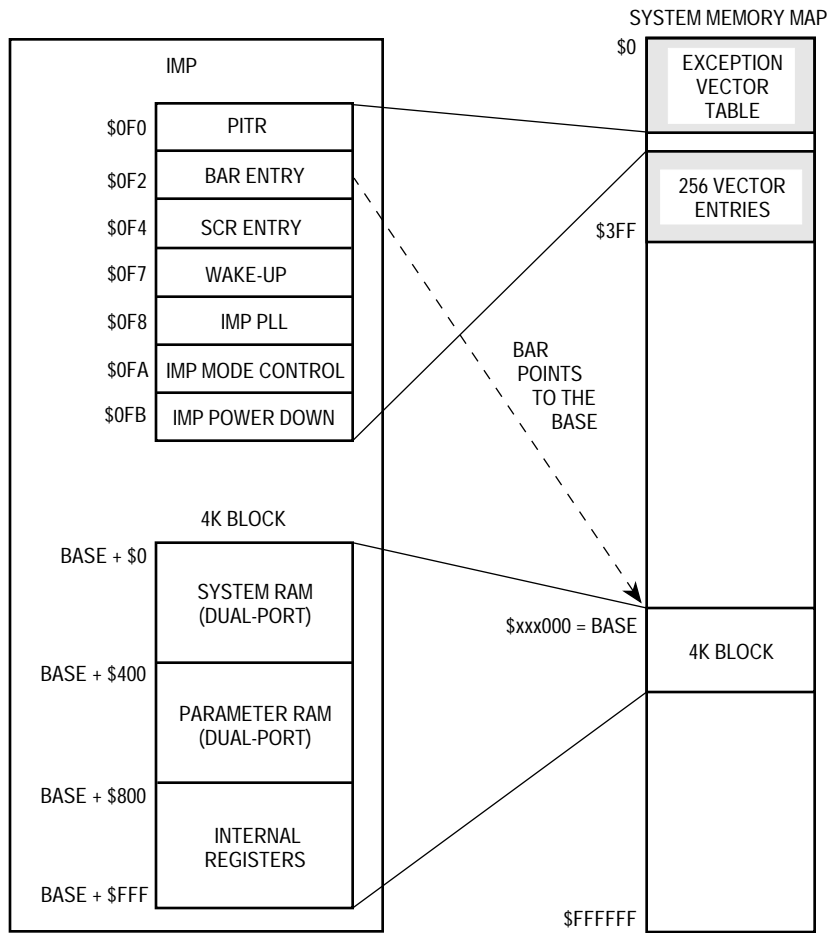 SYSTEM MEMORY MAP
IMP
$0F0
PITR
$0F2
BAR ENTRY
$0F4
SCR ENTRY
$0F7
WAKE-UP
$0F8
IMP PLL
$0FA
IMP MODE CONTROL
$0FB
IMP POWER DOWN
4K BLOCK
BASE + $0
SYSTEM RAM
(DUAL-PORT)
BASE + $400
PARAMETER RAM
(DUAL-PORT)
BASE + $800
INTERNAL
REGISTERS
BASE + $FFF
BAR
POINTS
TO THE
BASE
$0
EXCEPTION
VECTOR
TABLE
256 VECTOR
ENTRIES
$3FF
$xxx000 = BASE
4K BLOCK
$FFFFFF